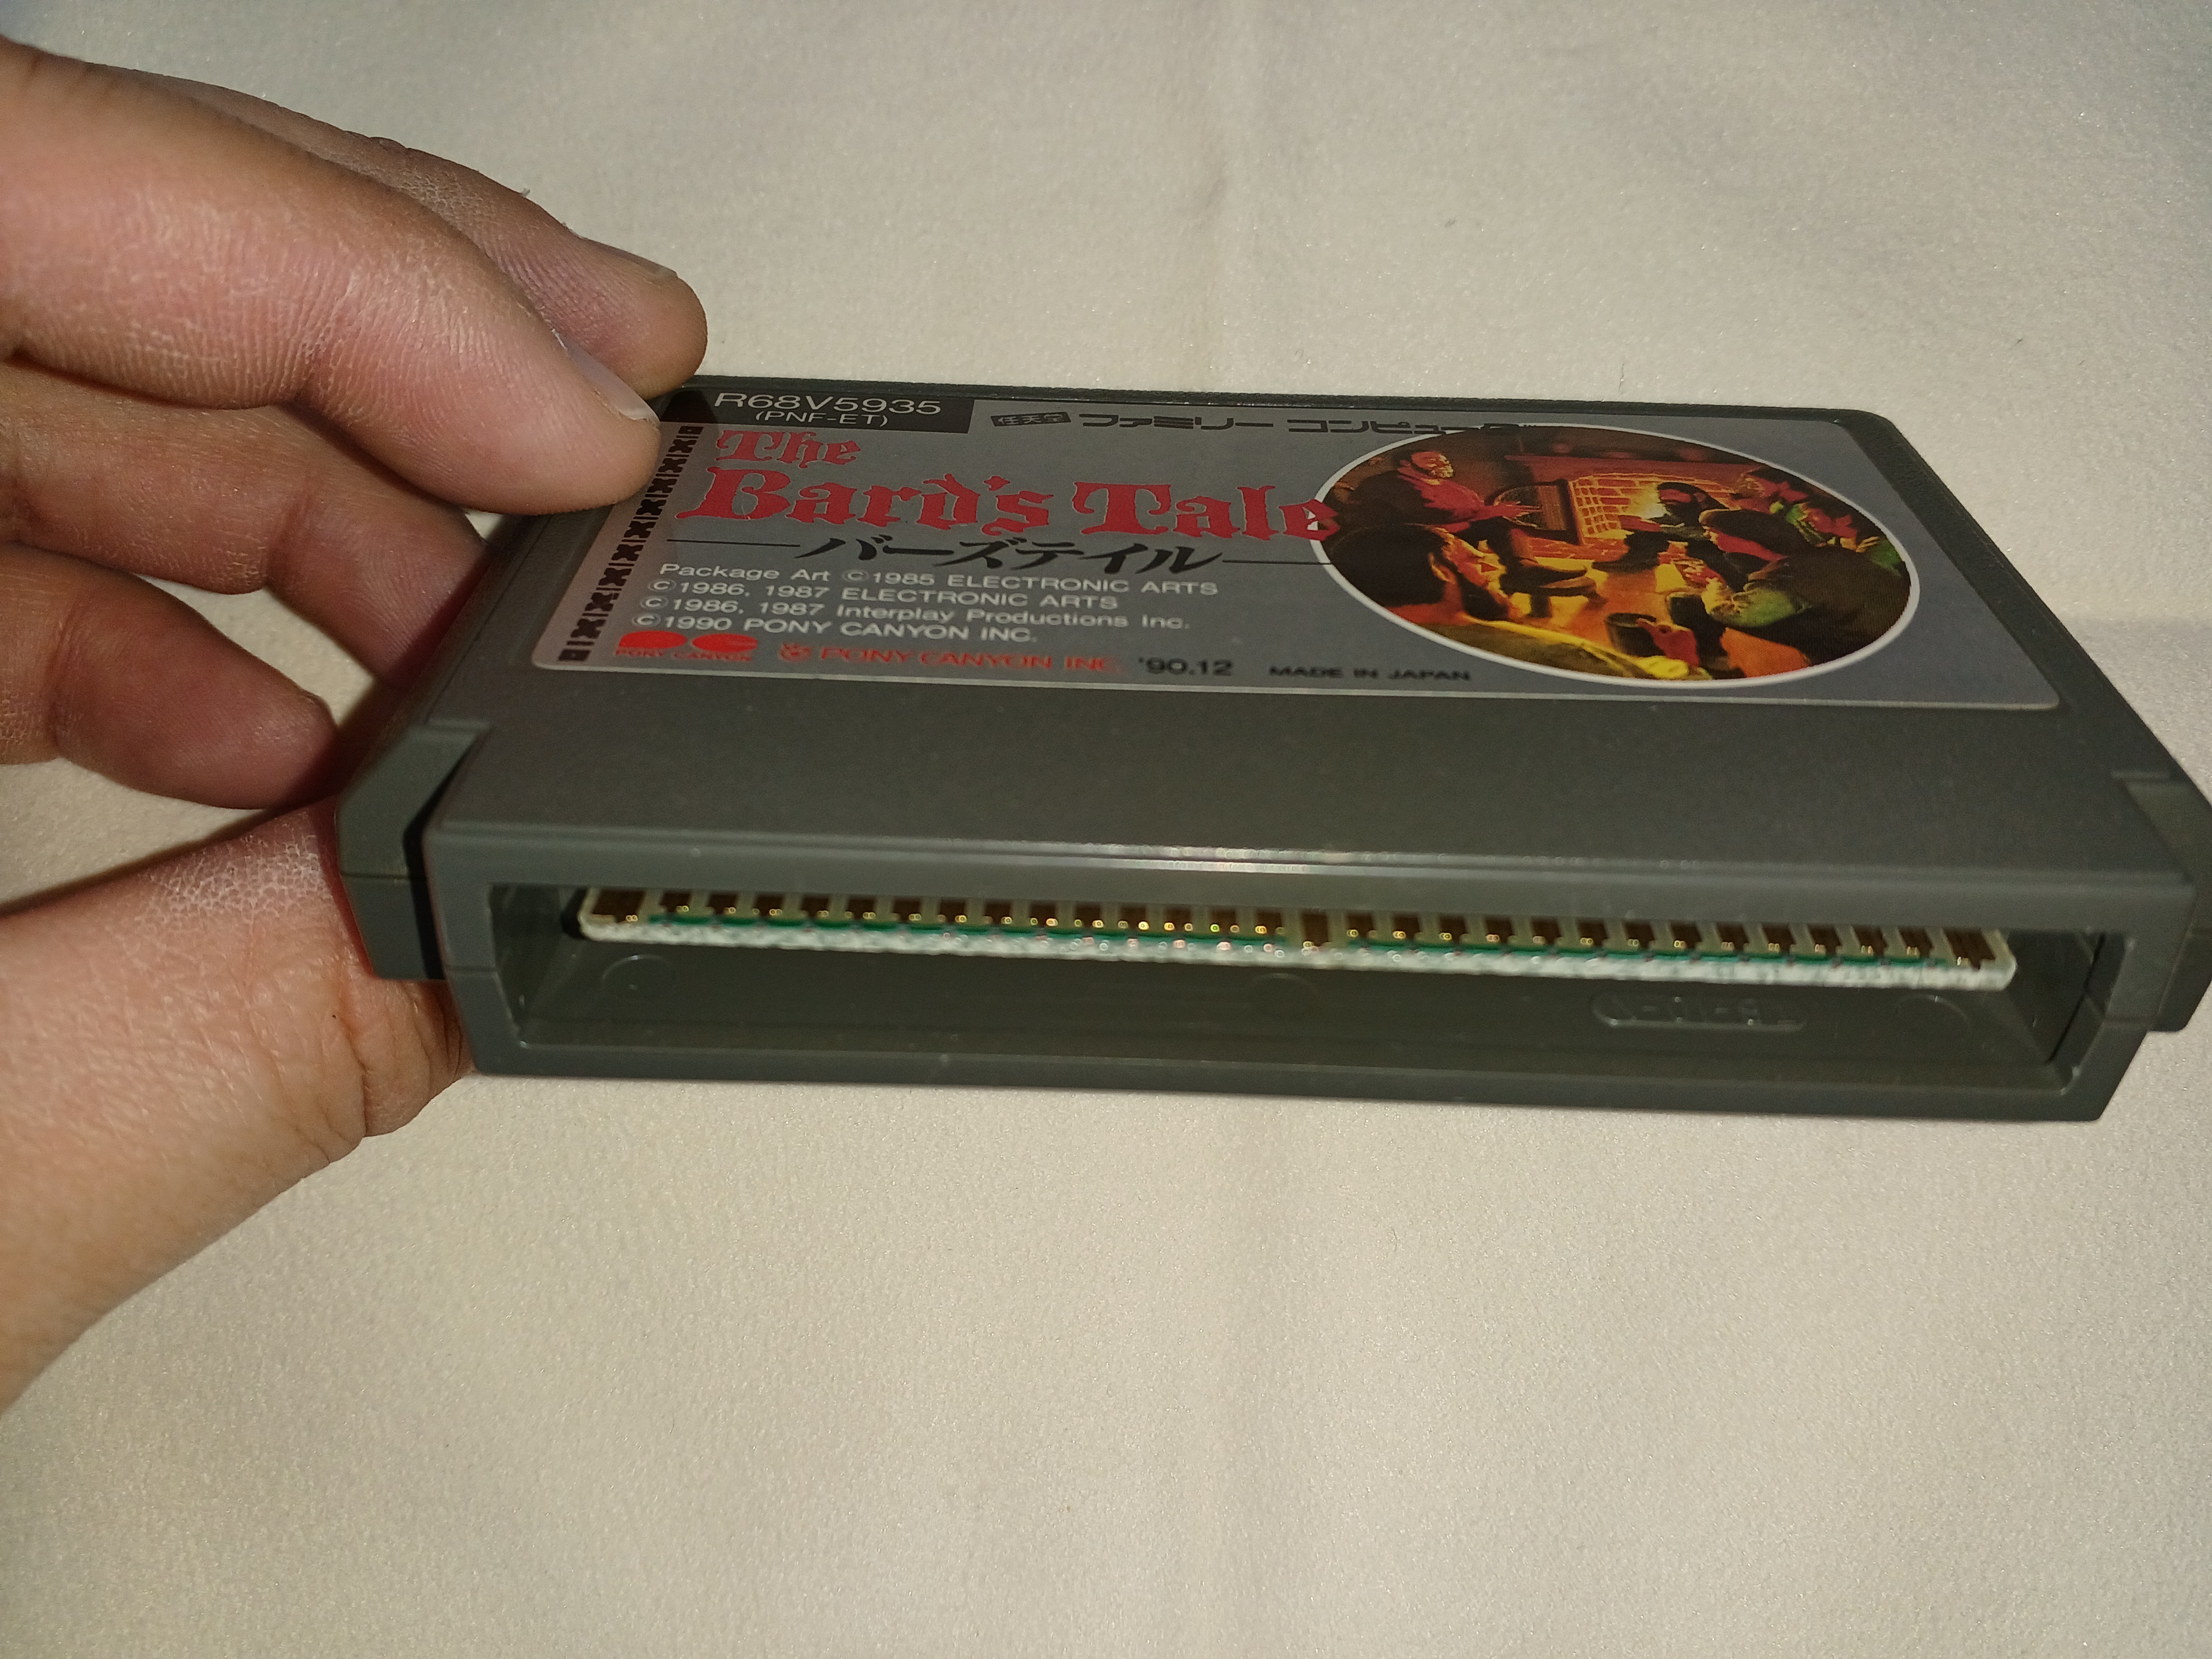 R68V5935
(PNF-ET)
任天堂 ファミリー コンピュータ™
The
Bard's Tale
バーズテイル
Package Art ©1985 ELECTRONIC ARTS
©1986, 1987 ELECTRONIC ARTS
©1986, 1987 Interplay Productions Inc.
©1990 PONY CANYON INC.
PONY CANYON
PONY CANYON INC. '90.12 MADE IN JAPAN